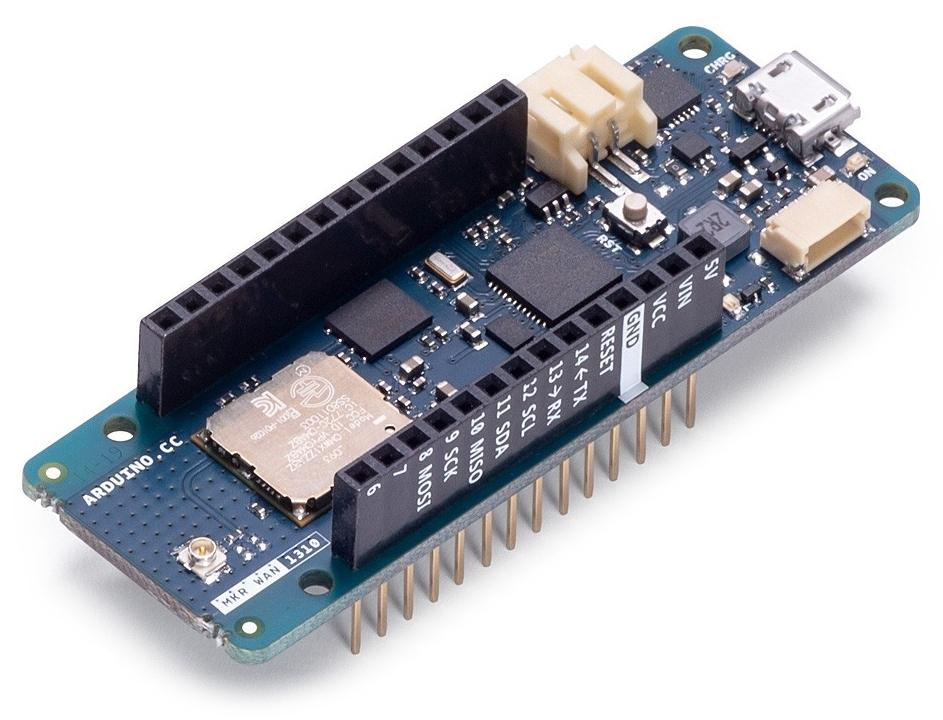 CHRG
ON
2R2
RST
5V
VIN
VCC
GND
RESET
14←TX
13→RX
12 SCL
11 SDA
10 MISO
9 SCK
8 MOSI
7
6
ARDUINO.CC
MKR WAN 1310